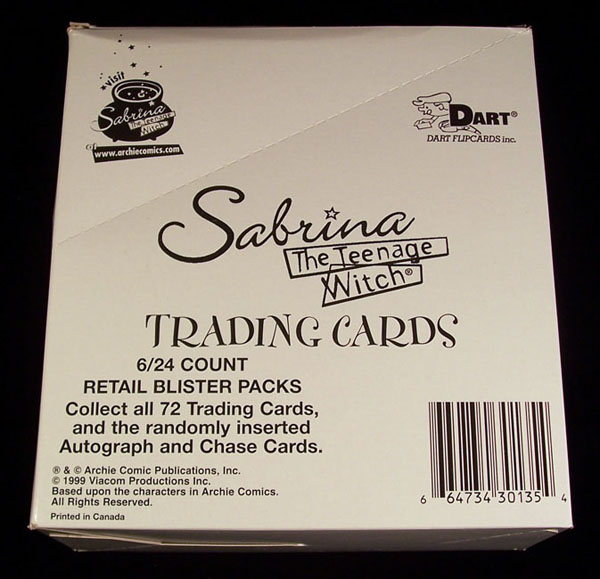 visit
Sabrina
The Teenage
Witch
at
www.archiecomics.com
DART®
DART FLIPCARDS inc.
Sabrina
The Teenage
Witch®
TRADING CARDS
6/24 COUNT
RETAIL BLISTER PACKS
Collect all 72 Trading Cards,
and the randomly inserted
Autograph and Chase Cards.
® & © Archie Comic Publications, Inc.
© 1999 Viacom Productions Inc.
Based upon the characters in Archie Comics.
All Rights Reserved.
Printed in Canada
6 64734 30135 4